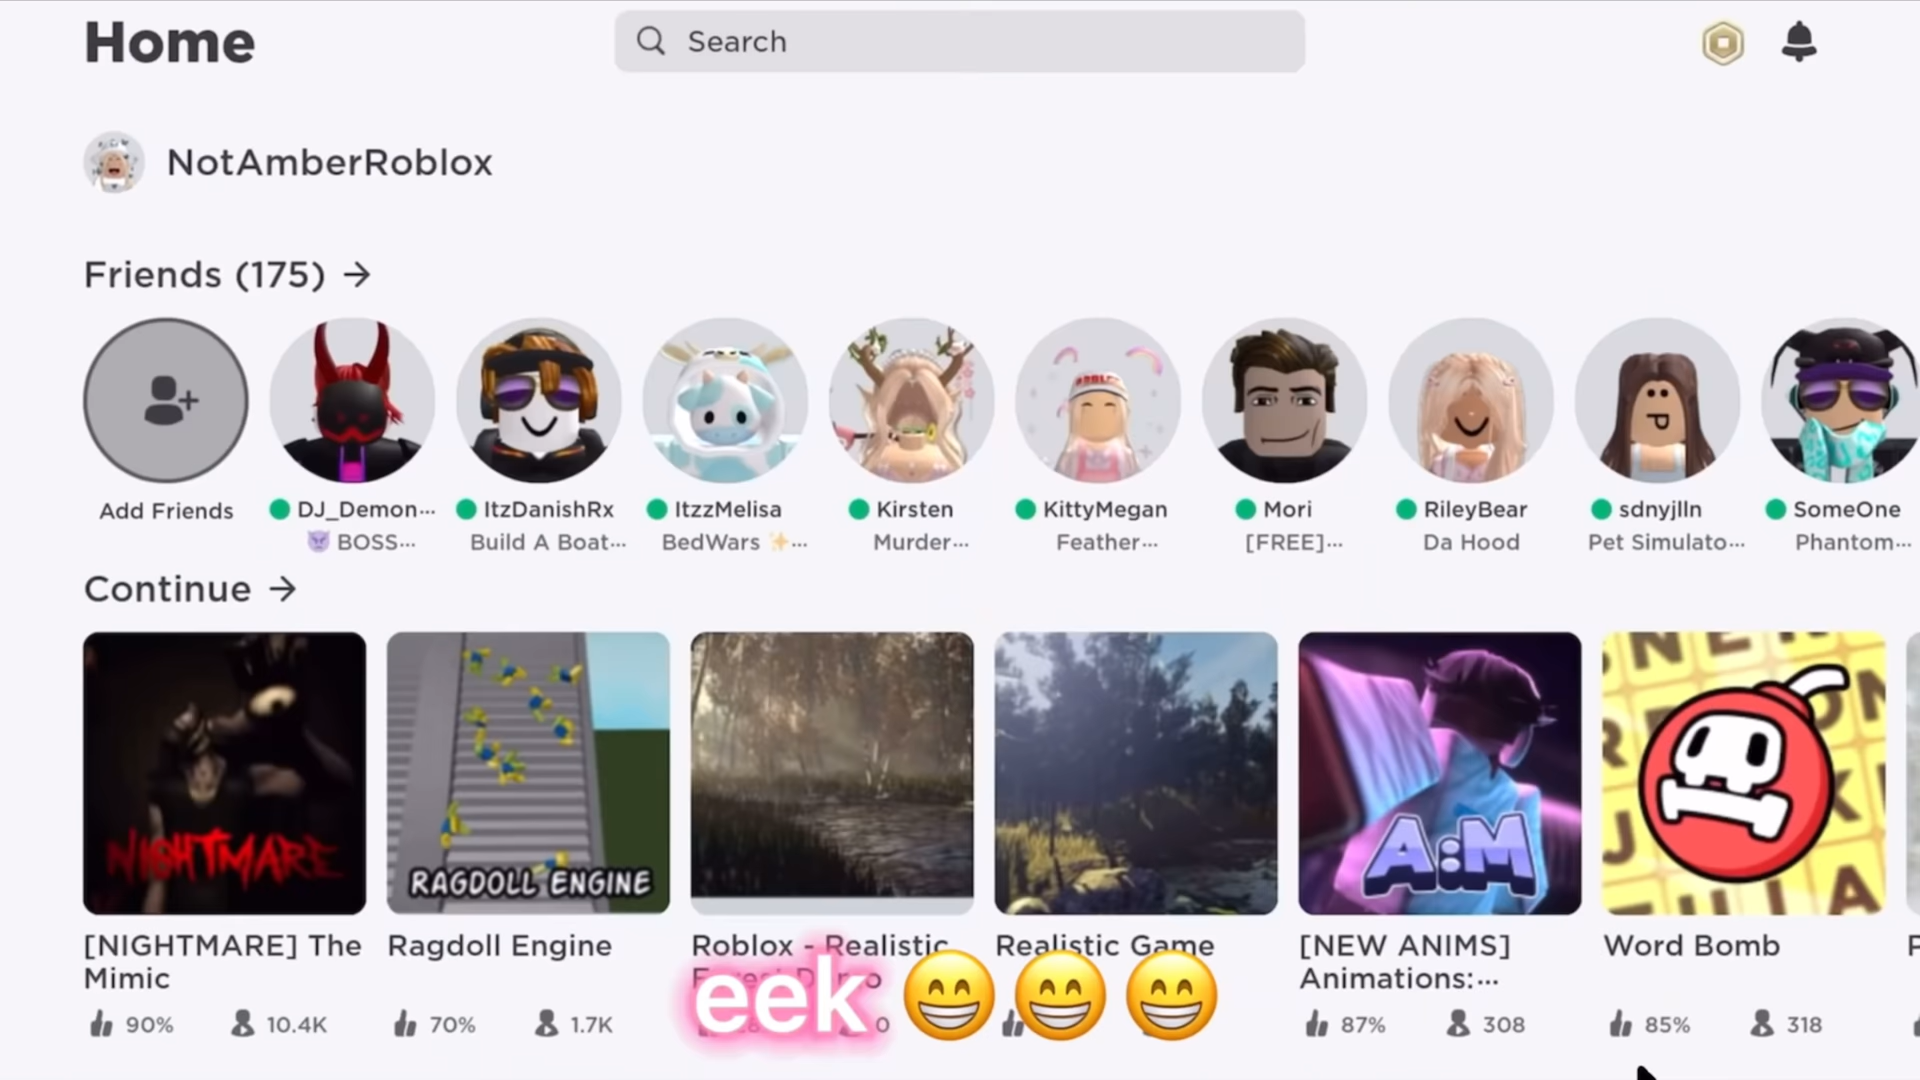 Home
Search
NotAmberRoblox
Friends (175) →
Add Friends
DJ_Demon...
😈 BOSS...
ItzDanishRx
Build A Boat...
ItzzMelisa
BedWars ✨...
Kirsten
Murder...
KittyMegan
Feather...
Mori
[FREE]...
RileyBear
Da Hood
sdnyjlln
Pet Simulato...
SomeOne
Phantom...
Continue →
NIGHTMARE
RAGDOLL ENGINE
A:M
[NIGHTMARE] The
Mimic
90% 10.4K
Ragdoll Engine
70% 1.7K
Roblox - Realistic
Realistic Game
[NEW ANIMS]
Animations:...
87% 308
Word Bomb
85% 318
eek 😁😁😁